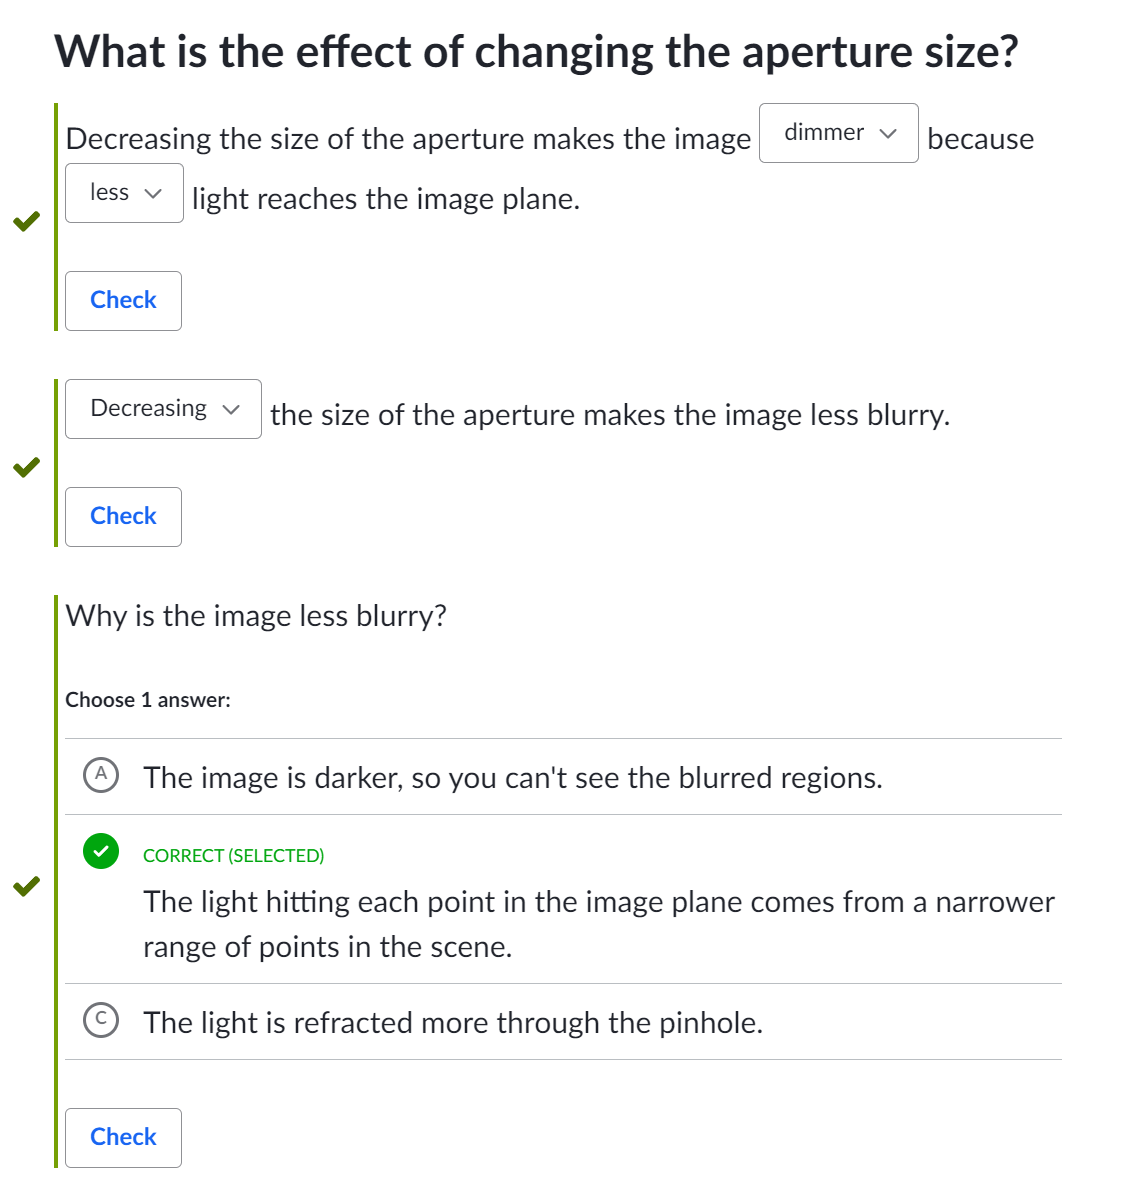 What is the effect of changing the aperture size?
Decreasing the size of the aperture makes the image dimmer because
less light reaches the image plane.
Check
Decreasing the size of the aperture makes the image less blurry.
Check
Why is the image less blurry?
Choose 1 answer:
A The image is darker, so you can't see the blurred regions.
CORRECT (SELECTED)
The light hitting each point in the image plane comes from a narrower
range of points in the scene.
C The light is refracted more through the pinhole.
Check